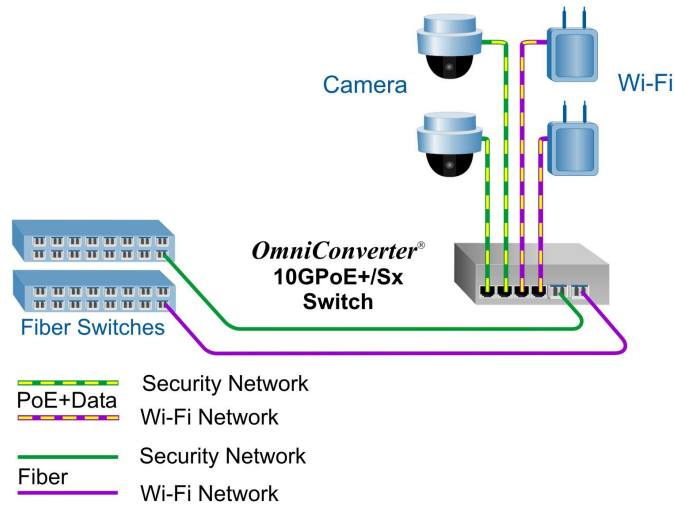 Camera
Wi-Fi
OmniConverter®
10GPoE+/Sx
Switch
Fiber Switches
PoE+Data
Security Network
Wi-Fi Network
Fiber
Security Network
Wi-Fi Network